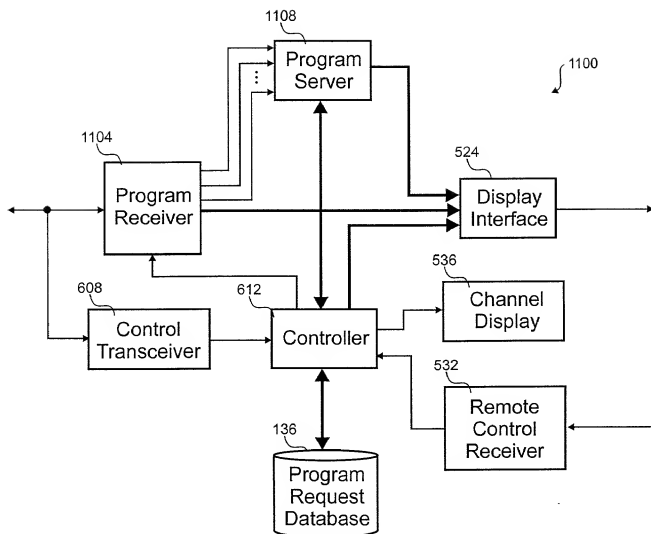 1108
Program
Server
1100
1104
Program
Receiver
524
Display
Interface
536
Channel
Display
608
Control
Transceiver
612
Controller
532
Remote
Control
Receiver
136
Program
Request
Database